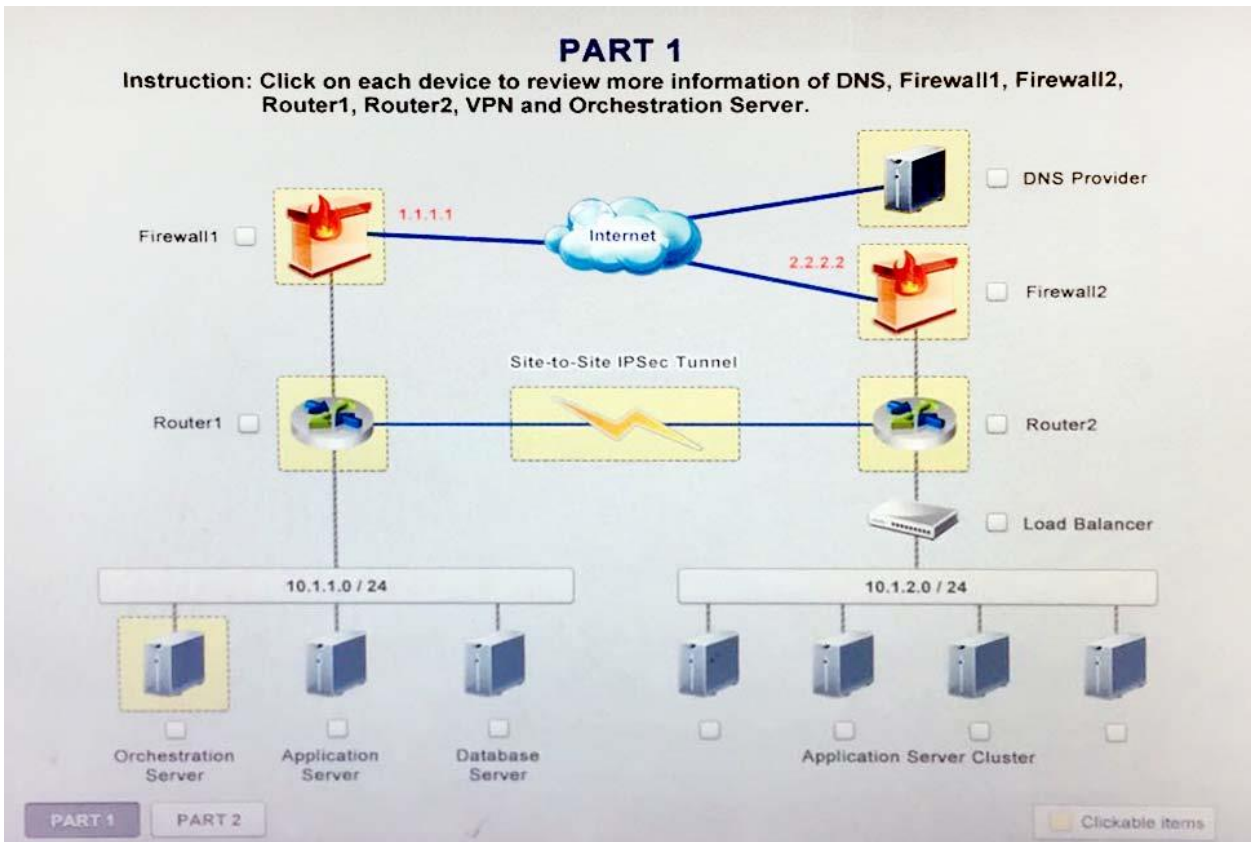 PART 1
Instruction: Click on each device to review more information of DNS, Firewall1, Firewall2,
Router1, Router2, VPN and Orchestration Server.
DNS Provider
1.1.1.1
Firewall1
Internet
2.2.2.2
Firewall2
Site-to-Site IPSec Tunnel
Router1
Router2
Load Balancer
10.1.1.0 / 24
10.1.2.0 / 24
Orchestration
Server
Application
Server
Database
Server
Application Server Cluster
PART 1
PART 2
Clickable items